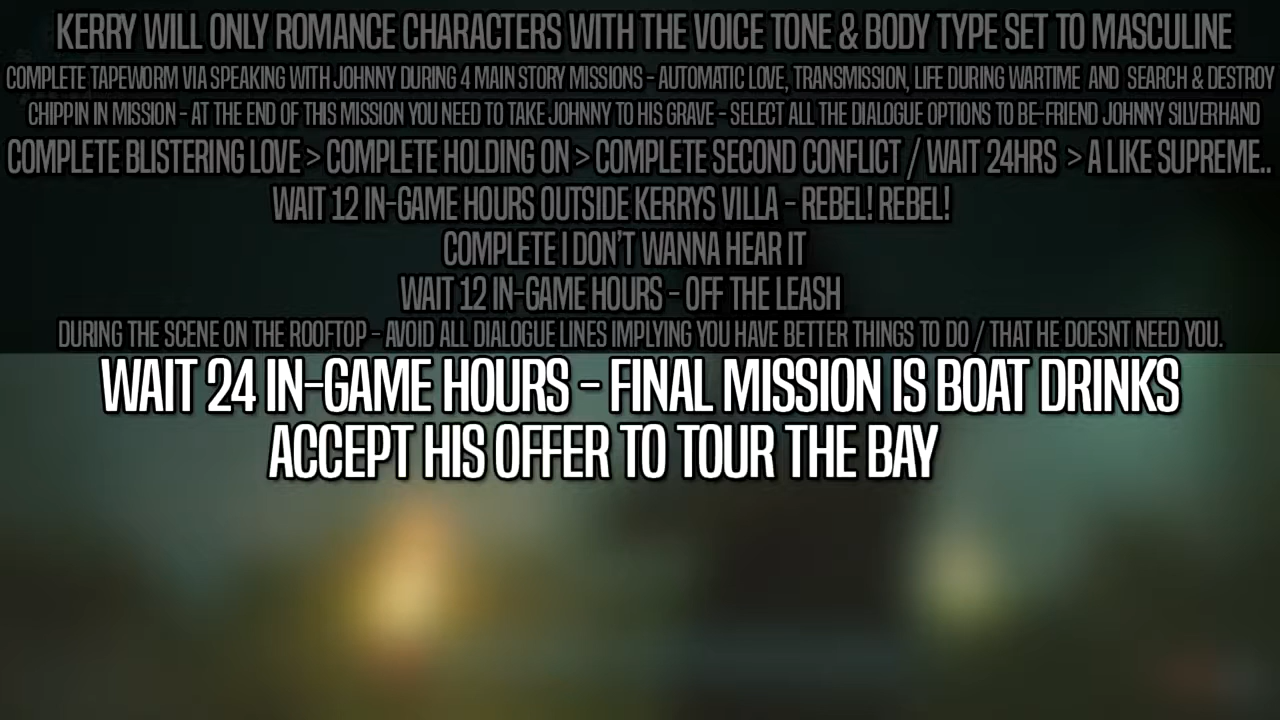 KERRY WILL ONLY ROMANCE CHARACTERS WITH THE VOICE TONE & BODY TYPE SET TO MASCULINE
COMPLETE TAPEWORM VIA SPEAKING WITH JOHNNY DURING 4 MAIN STORY MISSIONS - AUTOMATIC LOVE, TRANSMISSION, LIFE DURING WARTIME AND SEARCH & DESTROY
CHIPPIN IN MISSION - AT THE END OF THIS MISSION YOU NEED TO TAKE JOHNNY TO HIS GRAVE - SELECT ALL THE DIALOGUE OPTIONS TO BE-FRIEND JOHNNY SILVERHAND
COMPLETE BLISTERING LOVE > COMPLETE HOLDING ON > COMPLETE SECOND CONFLICT / WAIT 24HRS > A LIKE SUPREME..
WAIT 12 IN-GAME HOURS OUTSIDE KERRYS VILLA - REBEL! REBEL!
COMPLETE I DON'T WANNA HEAR IT
WAIT 12 IN-GAME HOURS - OFF THE LEASH
DURING THE SCENE ON THE ROOFTOP - AVOID ALL DIALOGUE LINES IMPLYING YOU HAVE BETTER THINGS TO DO / THAT HE DOESNT NEED YOU.
WAIT 24 IN-GAME HOURS - FINAL MISSION IS BOAT DRINKS
ACCEPT HIS OFFER TO TOUR THE BAY